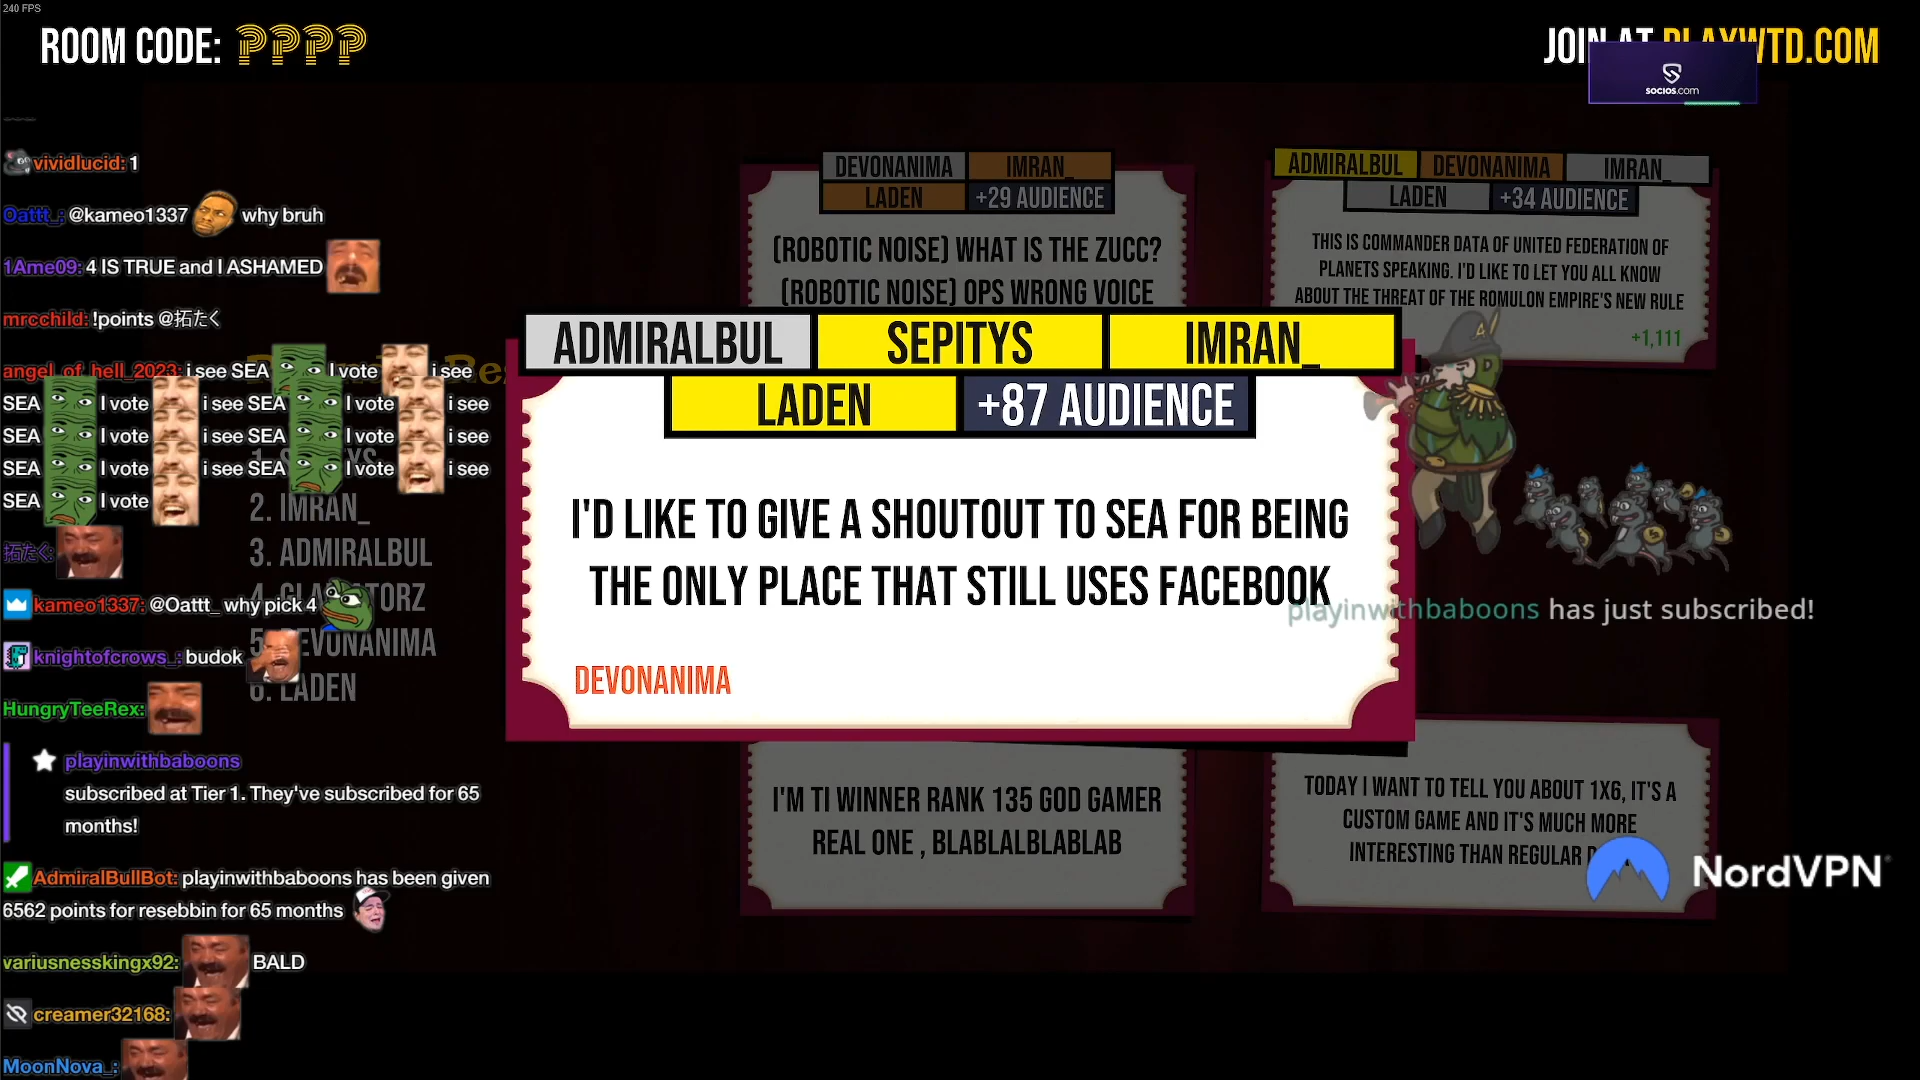 240 FPS
ROOM CODE: ????
JOIN AT PLAYWTD.COM
socios.com
vividlucid: 1
Oattt_: @kameo1337 why bruh
1Ame09: 4 IS TRUE and I ASHAMED
mrcchild: !points @拓たく
angel_of_hell_2023: i see SEA I vote i see
SEA I vote i see SEA I vote i see
SEA I vote i see SEA I vote i see
SEA I vote i see SEA I vote i see
SEA I vote
拓たく:
kameo1337: @Oattt_ why pick 4
knightofcrows_: budok
HungryTeeRex:
playinwithbaboons
subscribed at Tier 1. They've subscribed for 65
months!
AdmiralBullBot: playinwithbaboons has been given
6562 points for resebbin for 65 months
variusnesskingx92: BALD
creamer32168:
MoonNova_:
2. IMRAN_
3. ADMIRALBUL
6. LADEN
DEVONANIMA IMRAN_
LADEN +29 AUDIENCE
(ROBOTIC NOISE) WHAT IS THE ZUCC?
(ROBOTIC NOISE) OPS WRONG VOICE
ADMIRALBUL DEVONANIMA IMRAN_
LADEN +34 AUDIENCE
THIS IS COMMANDER DATA OF UNITED FEDERATION OF
PLANETS SPEAKING. I'D LIKE TO LET YOU ALL KNOW
ABOUT THE THREAT OF THE ROMULON EMPIRE'S NEW RULE
+1,111
ADMIRALBUL SEPITYS IMRAN_
LADEN +87 AUDIENCE
I'D LIKE TO GIVE A SHOUTOUT TO SEA FOR BEING
THE ONLY PLACE THAT STILL USES FACEBOOK
DEVONANIMA
playinwithbaboons has just subscribed!
I'M TI WINNER RANK 135 GOD GAMER
REAL ONE , BLABLALBLABLAB
TODAY I WANT TO TELL YOU ABOUT 1X6, IT'S A
CUSTOM GAME AND IT'S MUCH MORE
INTERESTING THAN REGULAR
NordVPN